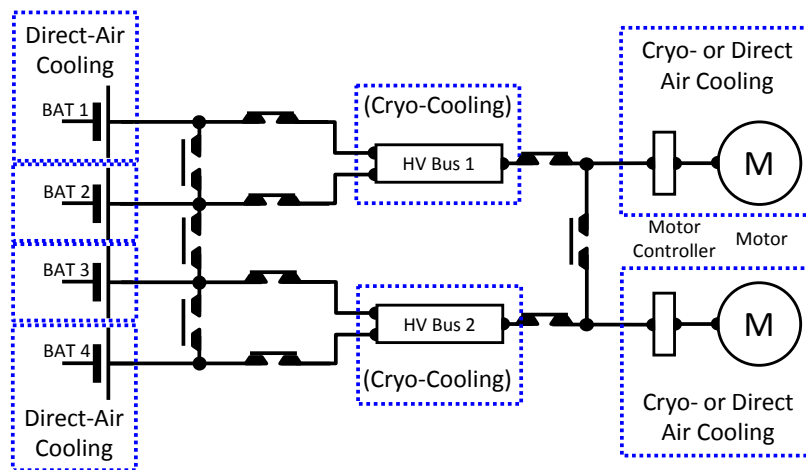 Direct-Air
Cooling
BAT 1
BAT 2
BAT 3
BAT 4
Direct-Air
Cooling
(Cryo-Cooling)
HV Bus 1
HV Bus 2
(Cryo-Cooling)
Cryo- or Direct
Air Cooling
M
Motor
Controller
Motor
M
Cryo- or Direct
Air Cooling